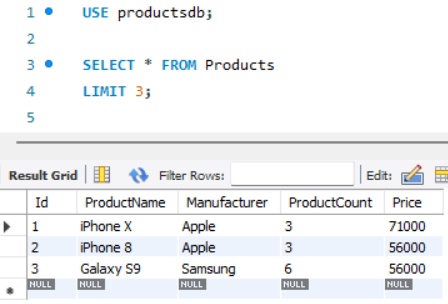 1 USE productsdb;
2
3 SELECT * FROM Products
4 LIMIT 3;
5
Result Grid Filter Rows: Edit:
Id ProductName Manufacturer ProductCount Price
1 iPhone X Apple 3 71000
2 iPhone 8 Apple 3 56000
3 Galaxy S9 Samsung 6 56000
NULL NULL NULL NULL NULL